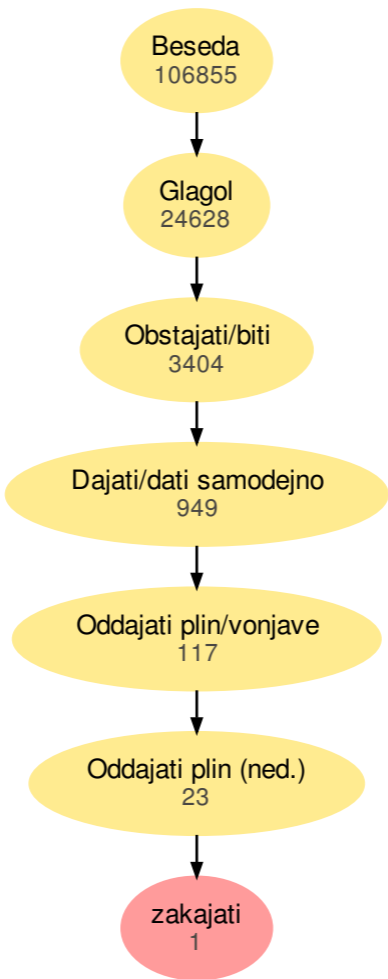 Beseda
106855
Glagol
24628
Obstajati/biti
3404
Dajati/dati samodejno
949
Oddajati plin/vonjave
117
Oddajati plin (ned.)
23
zakajati
1